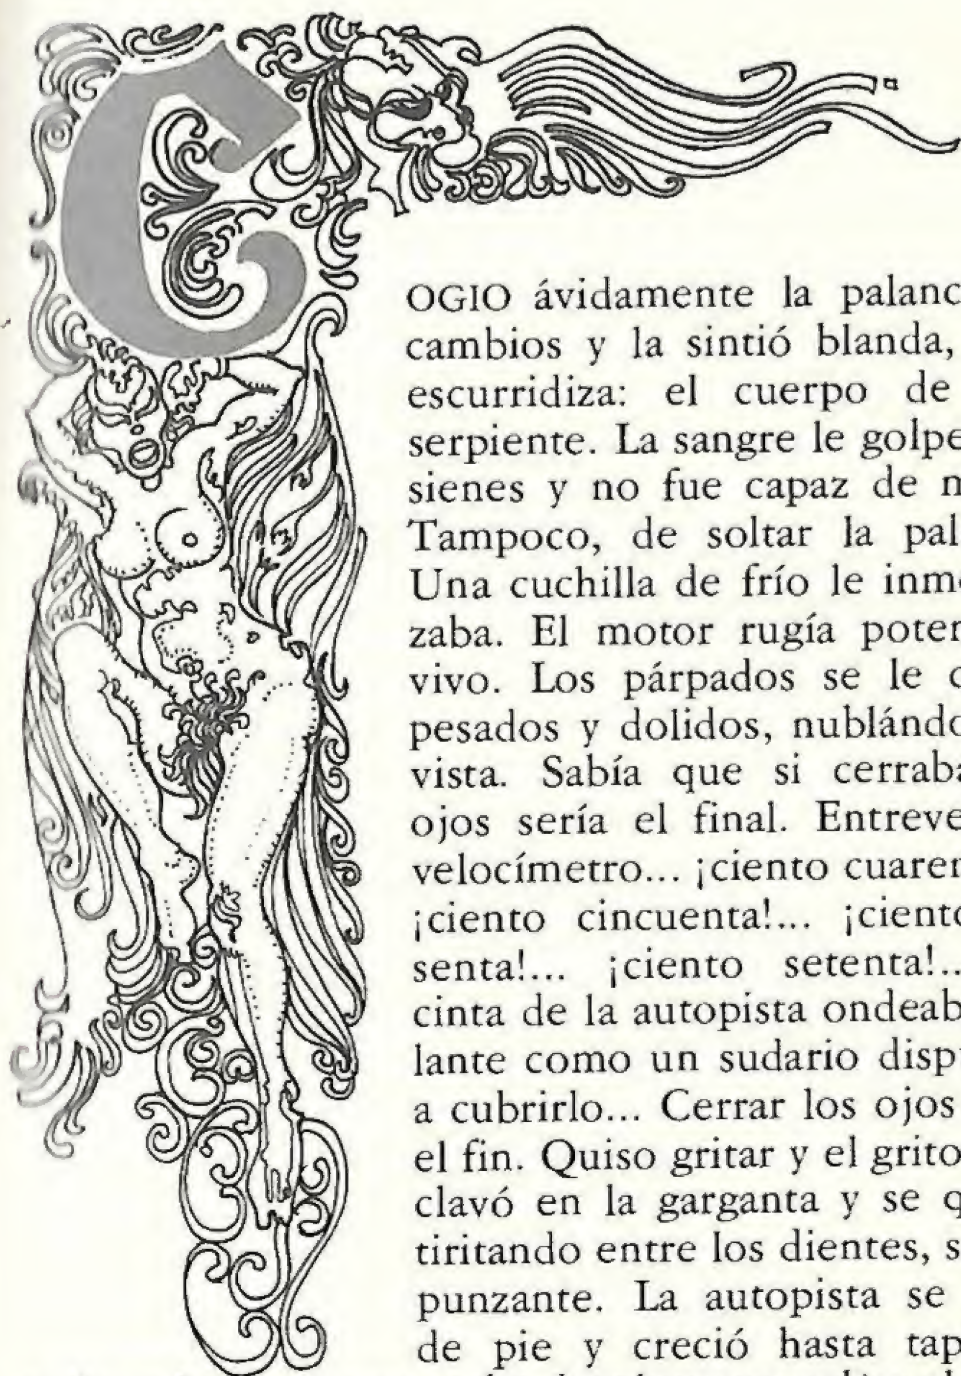 COGIO ávidamente la palanc
cambios y la sintió blanda,
escurridiza: el cuerpo de
serpiente. La sangre le golpe
sienes y no fue capaz de m
Tampoco, de soltar la pal
Una cuchilla de frío le inm
zaba. El motor rugía poter
vivo. Los párpados se le c
pesados y dolidos, nublándo
vista. Sabía que si cerraba
ojos sería el final. Entreve
velocímetro... ¡ciento cuarer
¡ciento cincuenta!... ¡ciento
senta!... ¡ciento setenta!..
cinta de la autopista ondeab
lante como un sudario disp
a cubrirlo... Cerrar los ojos
el fin. Quiso gritar y el grito
clavó en la garganta y se q
tiritando entre los dientes, s
punzante. La autopista se
de pie y creció hasta tap